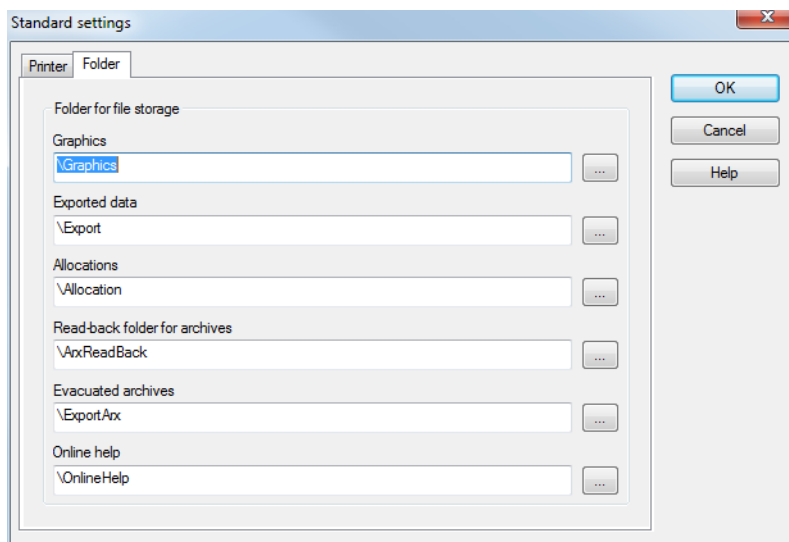 Standard settings
Printer
Folder
Folder for file storage
Graphics
\Graphics
...
Exported data
\Export
...
Allocations
\Allocation
...
Read-back folder for archives
\ArxReadBack
...
Evacuated archives
\ExportArx
...
Online help
\OnlineHelp
...
OK
Cancel
Help